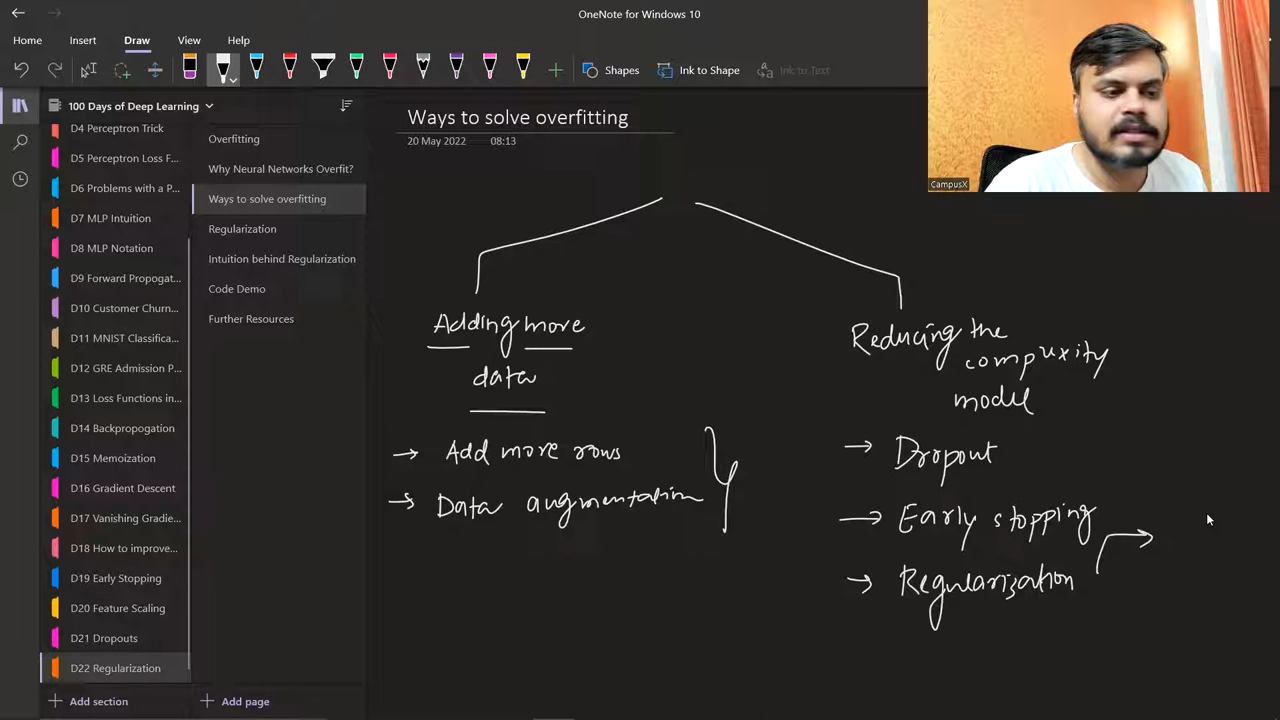 OneNote for Windows 10
Home Insert Draw View Help
Shapes Ink to Shape Ink to Text
100 Days of Deep Learning
D4 Perceptron Trick
D5 Perceptron Loss F...
D6 Problems with a P...
D7 MLP Intuition
D8 MLP Notation
D9 Forward Propogat...
D10 Customer Churn...
D11 MNIST Classifica...
D12 GRE Admission P...
D13 Loss Functions in...
D14 Backpropogation
D15 Memoization
D16 Gradient Descent
D17 Vanishing Gradie...
D18 How to improve...
D19 Early Stopping
D20 Feature Scaling
D21 Dropouts
D22 Regularization
Add section
Overfitting
Why Neural Networks Overfit?
Ways to solve overfitting
Regularization
Intuition behind Regularization
Code Demo
Further Resources
Add page
Ways to solve overfitting
20 May 2022 08:13
Adding more
data
→ Add more rows
→ Data augmentation
Reducing the
complexity
model
→ Dropout
→ Early stopping
→ Regularization
CampusX